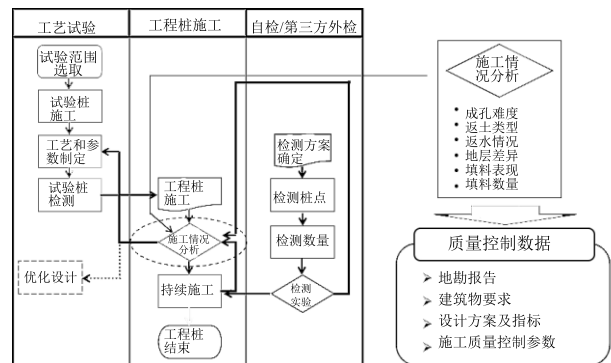 工艺试验
工程桩施工
自检/第三方外检
试验范围
选取
试验桩
施工
工艺和参
数制定
试验桩
检测
优化设计
工程桩
施工
施工情况
分析
持续施工
工程桩
结束
检测方案
确定
检测桩点
检测数量
检测
实验
施工情
况分析
• 成孔难度
• 返土类型
• 返水情况
• 地层差异
• 填料表现
• 填料数量
质量控制数据
➢ 地勘报告
➢ 建筑物要求
➢ 设计方案及指标
➢ 施工质量控制参数